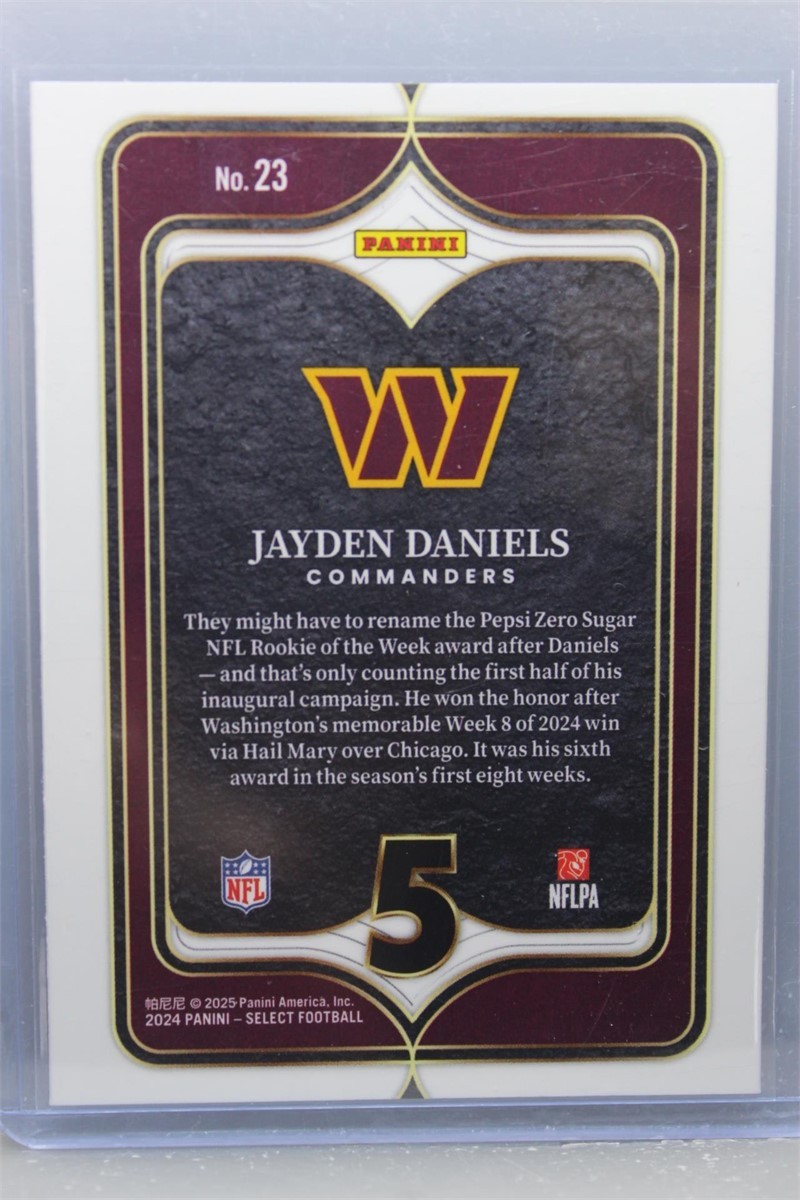 No. 23
PANINI
W
JAYDEN DANIELS
COMMANDERS
They might have to rename the Pepsi Zero Sugar
NFL Rookie of the Week award after Daniels
— and that's only counting the first half of his
inaugural campaign. He won the honor after
Washington's memorable Week 8 of 2024 win
via Hail Mary over Chicago. It was his sixth
award in the season's first eight weeks.
NFL
5
NFLPA
帕尼尼 © 2025 Panini America, Inc.
2024 PANINI – SELECT FOOTBALL